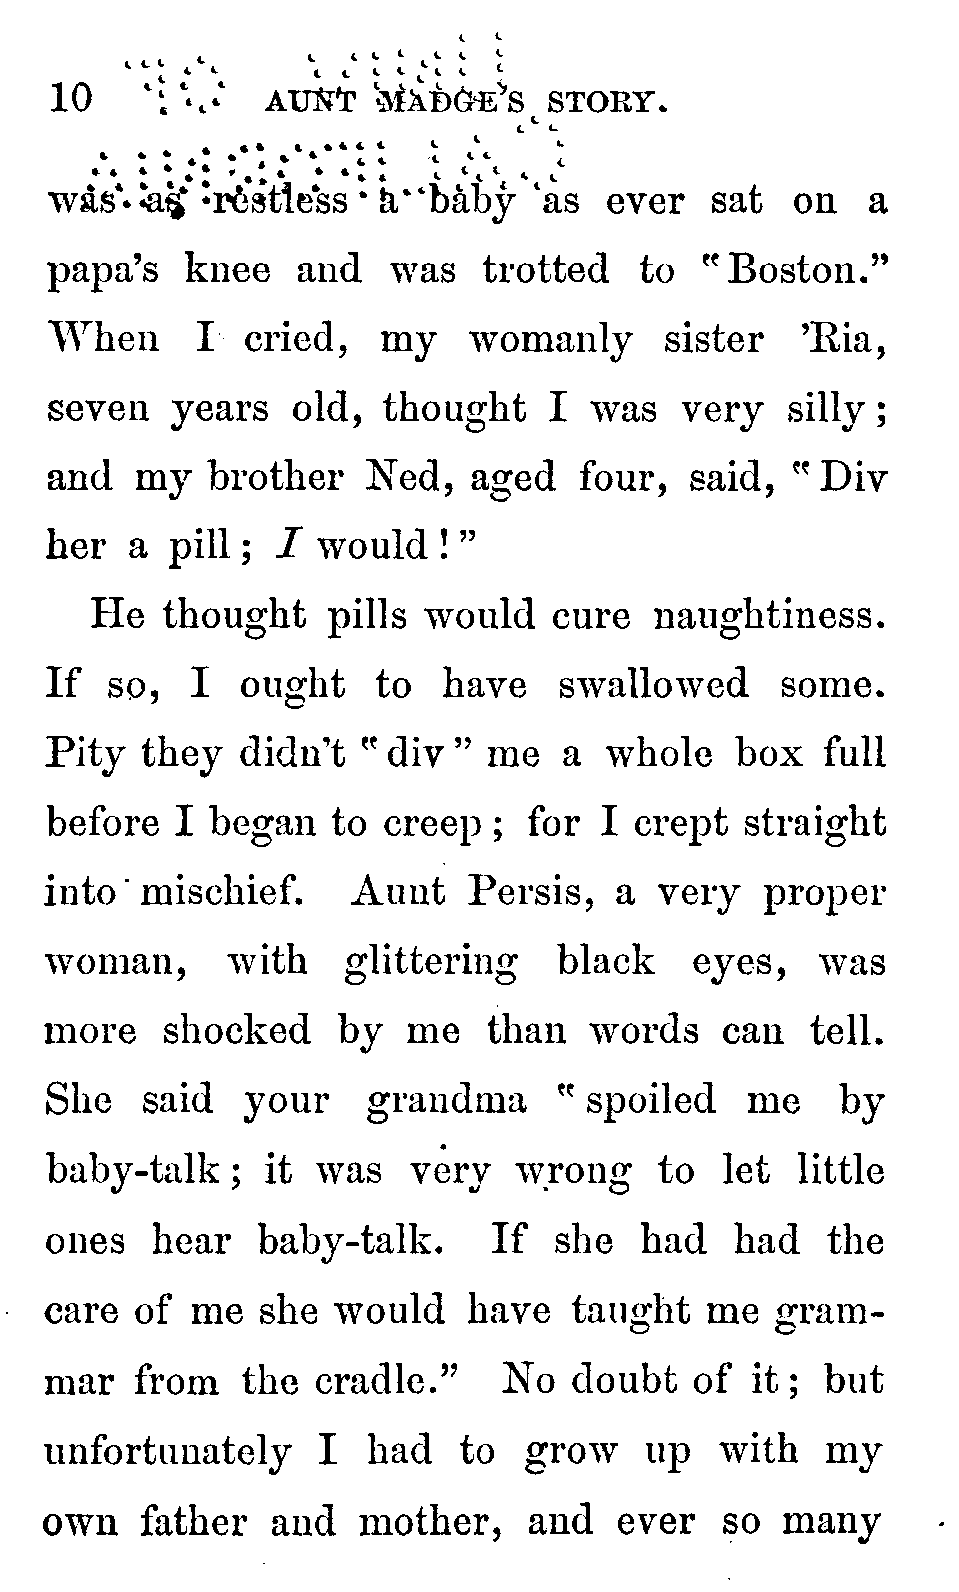 10 AUNT MADGE'S STORY.
was as restless a baby as ever sat on a
papa's knee and was trotted to "Boston."
When I cried, my womanly sister 'Ria,
seven years old, thought I was very silly;
and my brother Ned, aged four, said, "Div
her a pill; I would!"
He thought pills would cure naughtiness.
If so, I ought to have swallowed some.
Pity they didn't "div" me a whole box full
before I began to creep; for I crept straight
into mischief. Aunt Persis, a very proper
woman, with glittering black eyes, was
more shocked by me than words can tell.
She said your grandma "spoiled me by
baby-talk; it was very wrong to let little
ones hear baby-talk. If she had had the
care of me she would have taught me gram-
mar from the cradle." No doubt of it; but
unfortunately I had to grow up with my
own father and mother, and ever so many